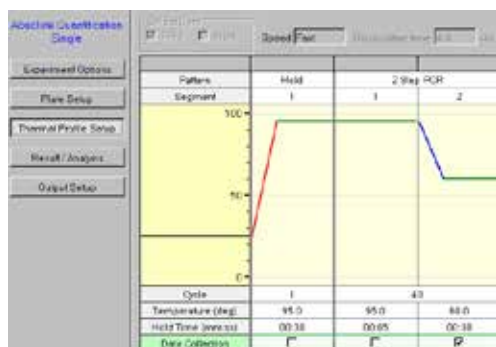 Absolute Quantification
Single
Speed Fast
Experiment Options
Plate Setup
Thermal Profile Setup
Result / Analysis
Output Setup
Pattern Hold 2 Step PCR
Segment 1 1 2
100
50
0
Cycle 1 40
Temperature (deg) 95.0 95.0 60.0
Hold Time (mm:ss) 00:30 00:05 00:30
Data Collection